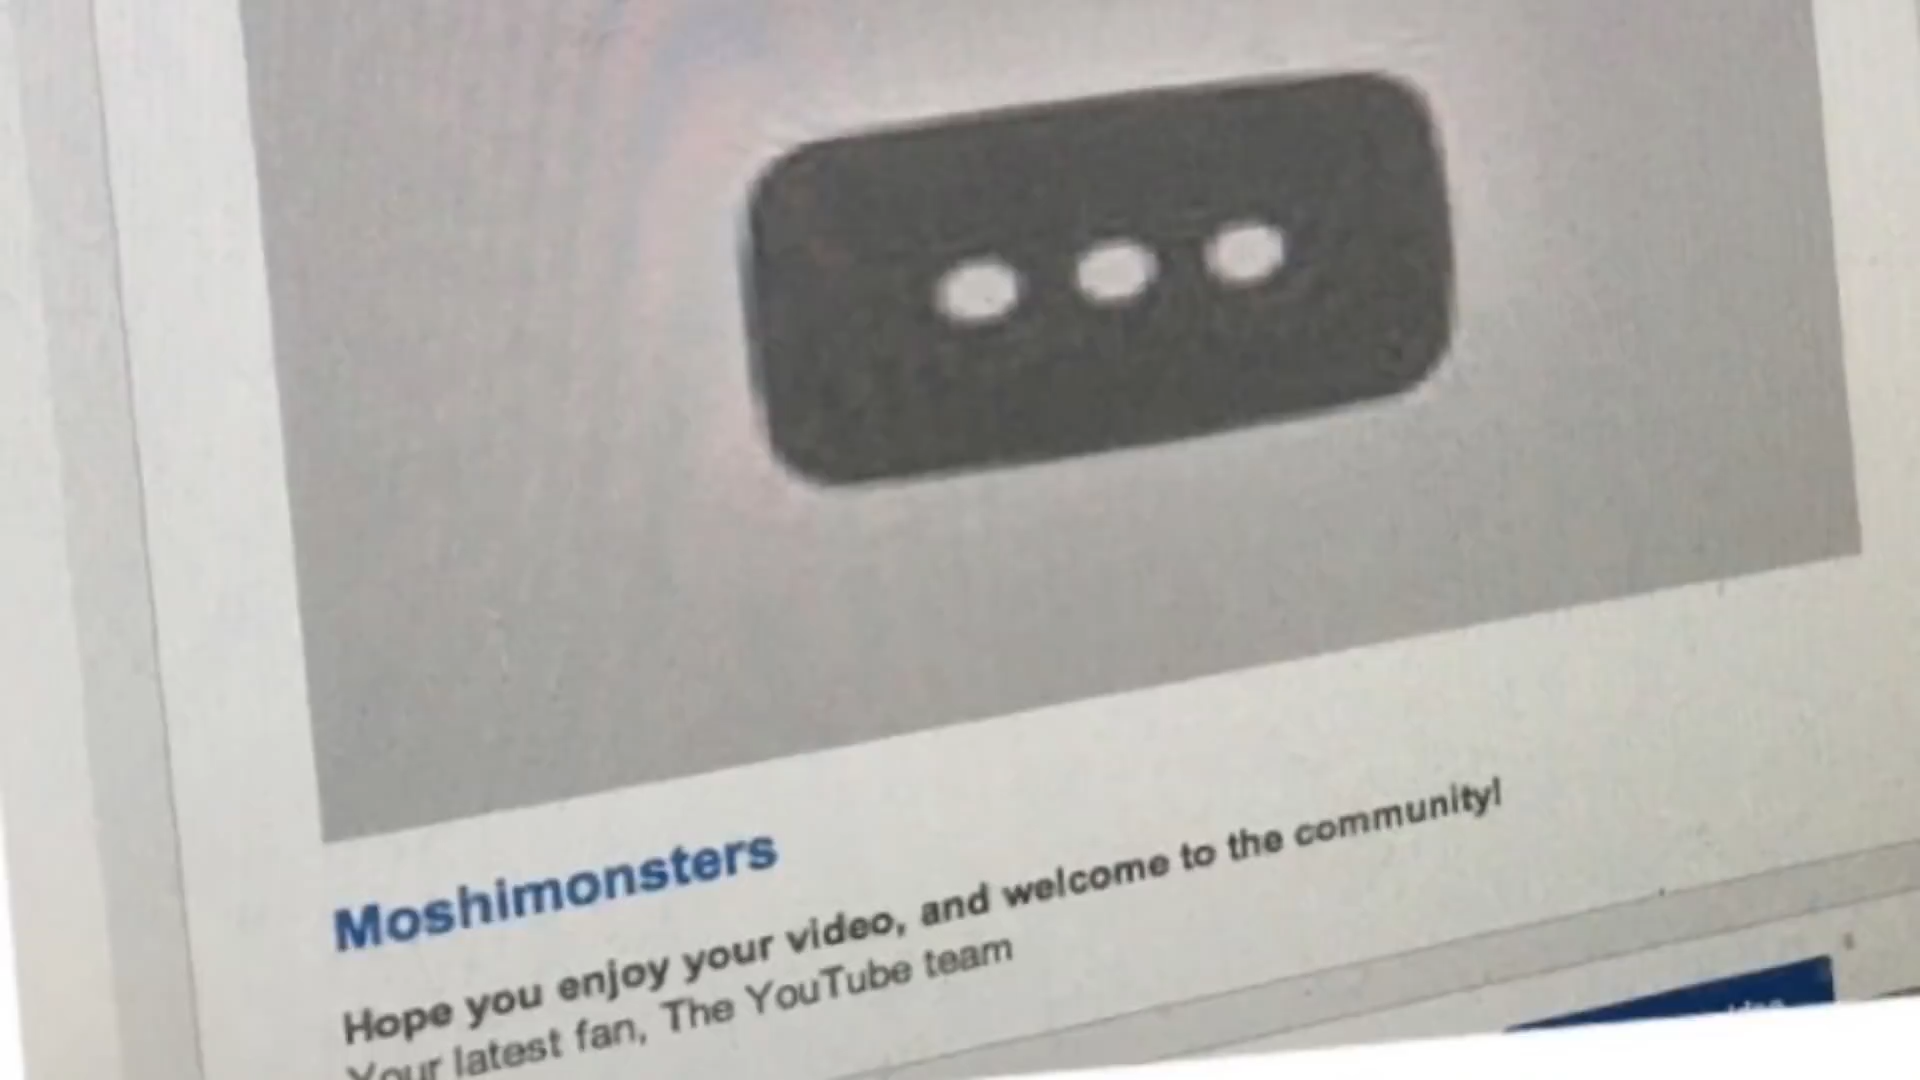 Moshimonsters
Hope you enjoy your video, and welcome to the community!
Your latest fan, The YouTube team